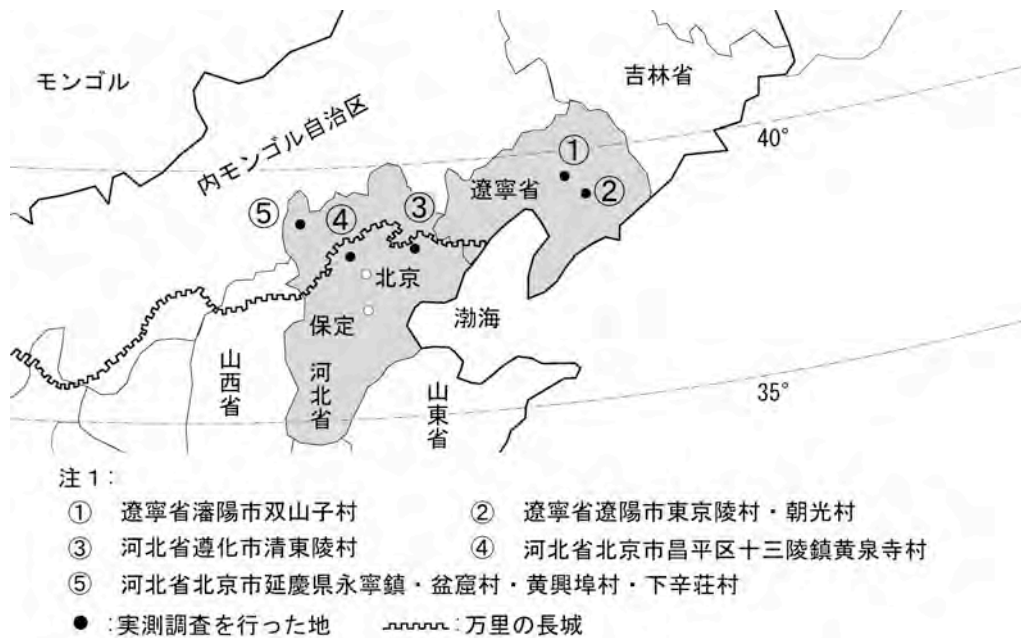 モンゴル
吉林省
内モンゴル自治区
40°
①
遼寧省
②
⑤
④
③
北京
保定
渤海
山西省
河北省
山東省
35°
注1:
① 遼寧省瀋陽市双山子村
② 遼寧省遼陽市東京陵村・朝光村
③ 河北省遵化市清東陵村
④ 河北省北京市昌平区十三陵鎮黄泉寺村
⑤ 河北省北京市延慶県永寧鎮・盆窟村・黄興埠村・下辛荘村
● :実測調査を行った地
:万里の長城